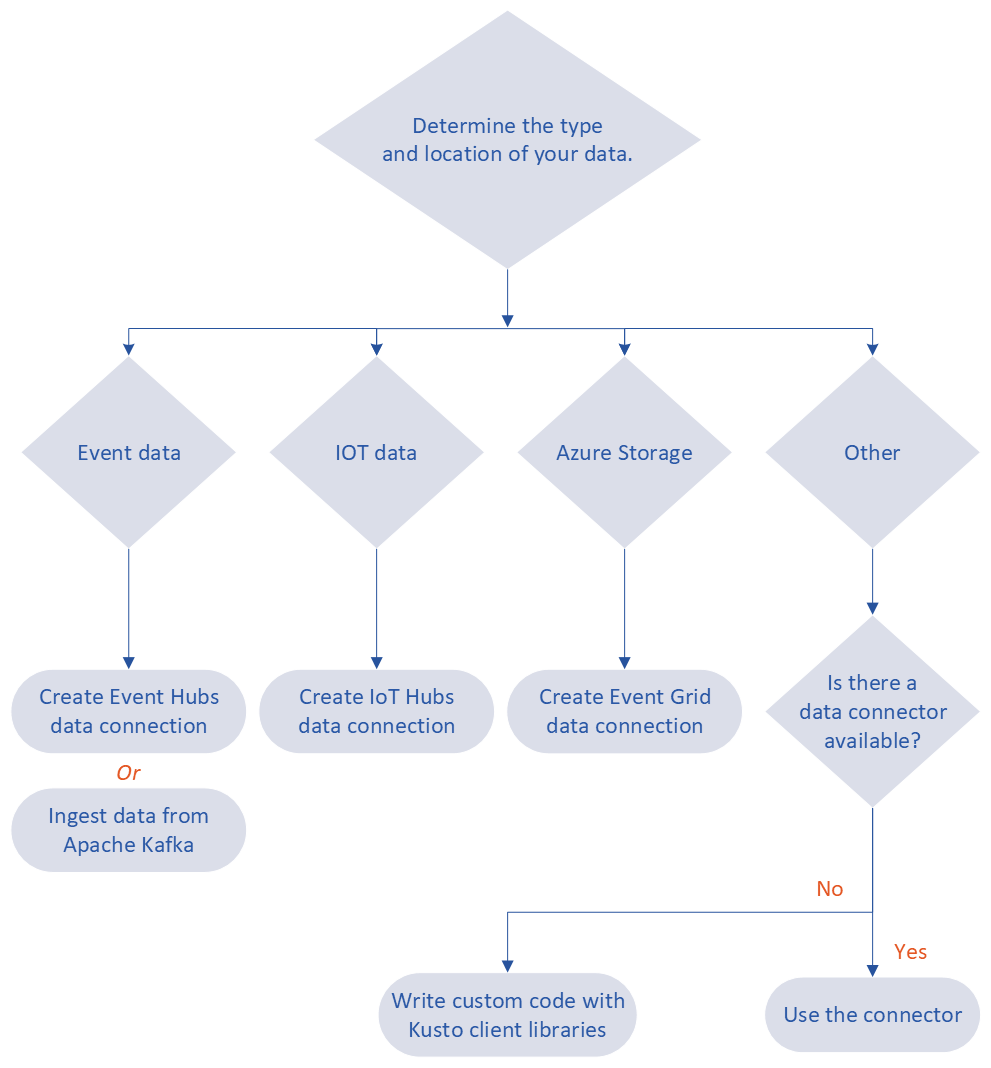 Determine the type
and location of your data.
Event data
IOT data
Azure Storage
Other
Create Event Hubs
data connection
Or
Ingest data from
Apache Kafka
Create IoT Hubs
data connection
Create Event Grid
data connection
Is there a
data connector
available?
No
Yes
Write custom code with
Kusto client libraries
Use the connector